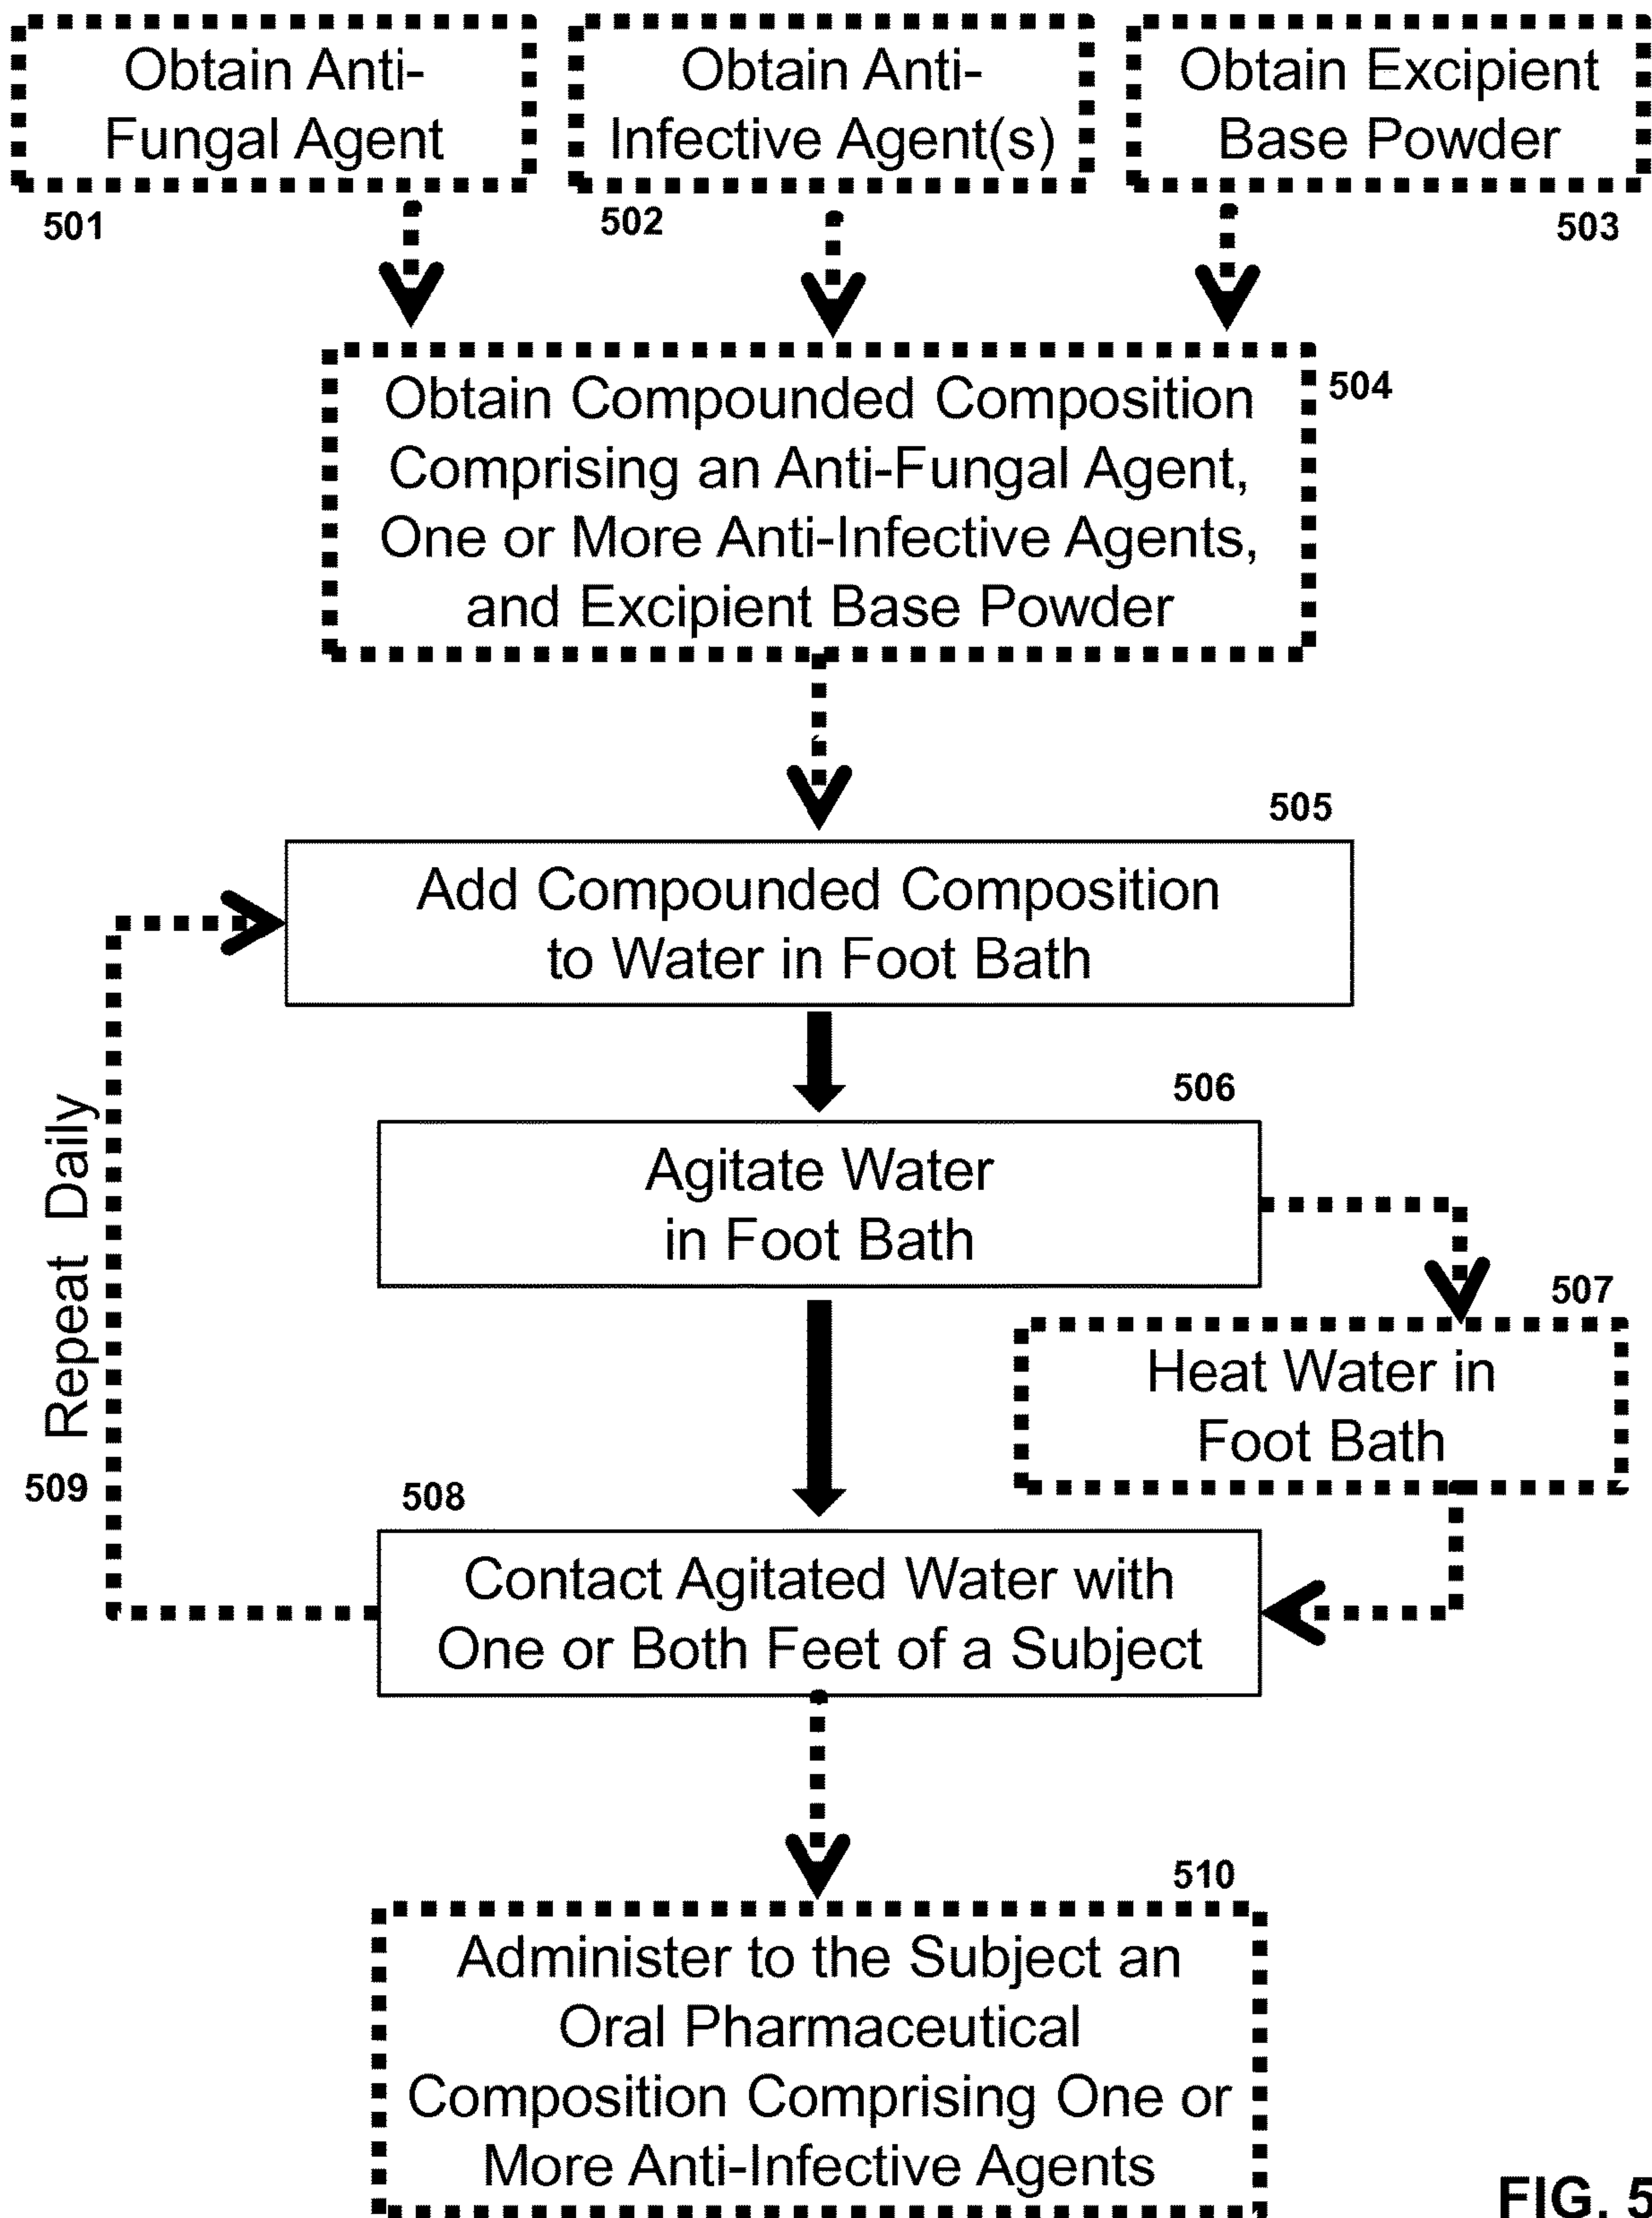 Obtain Anti-
Fungal Agent
501
Obtain Anti-
Infective Agent(s)
502
Obtain Excipient
Base Powder
503
504
Obtain Compounded Composition
Comprising an Anti-Fungal Agent,
One or More Anti-Infective Agents,
and Excipient Base Powder
505
Add Compounded Composition
to Water in Foot Bath
506
Agitate Water
in Foot Bath
507
Heat Water in
Foot Bath
Repeat Daily
509
508
Contact Agitated Water with
One or Both Feet of a Subject
510
Administer to the Subject an
Oral Pharmaceutical
Composition Comprising One or
More Anti-Infective Agents
FIG. 5